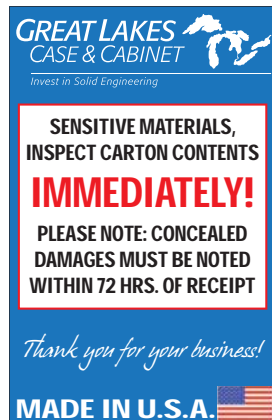 GREAT LAKES
CASE & CABINET
Invest in Solid Engineering
SENSITIVE MATERIALS,
INSPECT CARTON CONTENTS
IMMEDIATELY!
PLEASE NOTE: CONCEALED
DAMAGES MUST BE NOTED
WITHIN 72 HRS. OF RECEIPT
Thank you for your business!
MADE IN U.S.A.